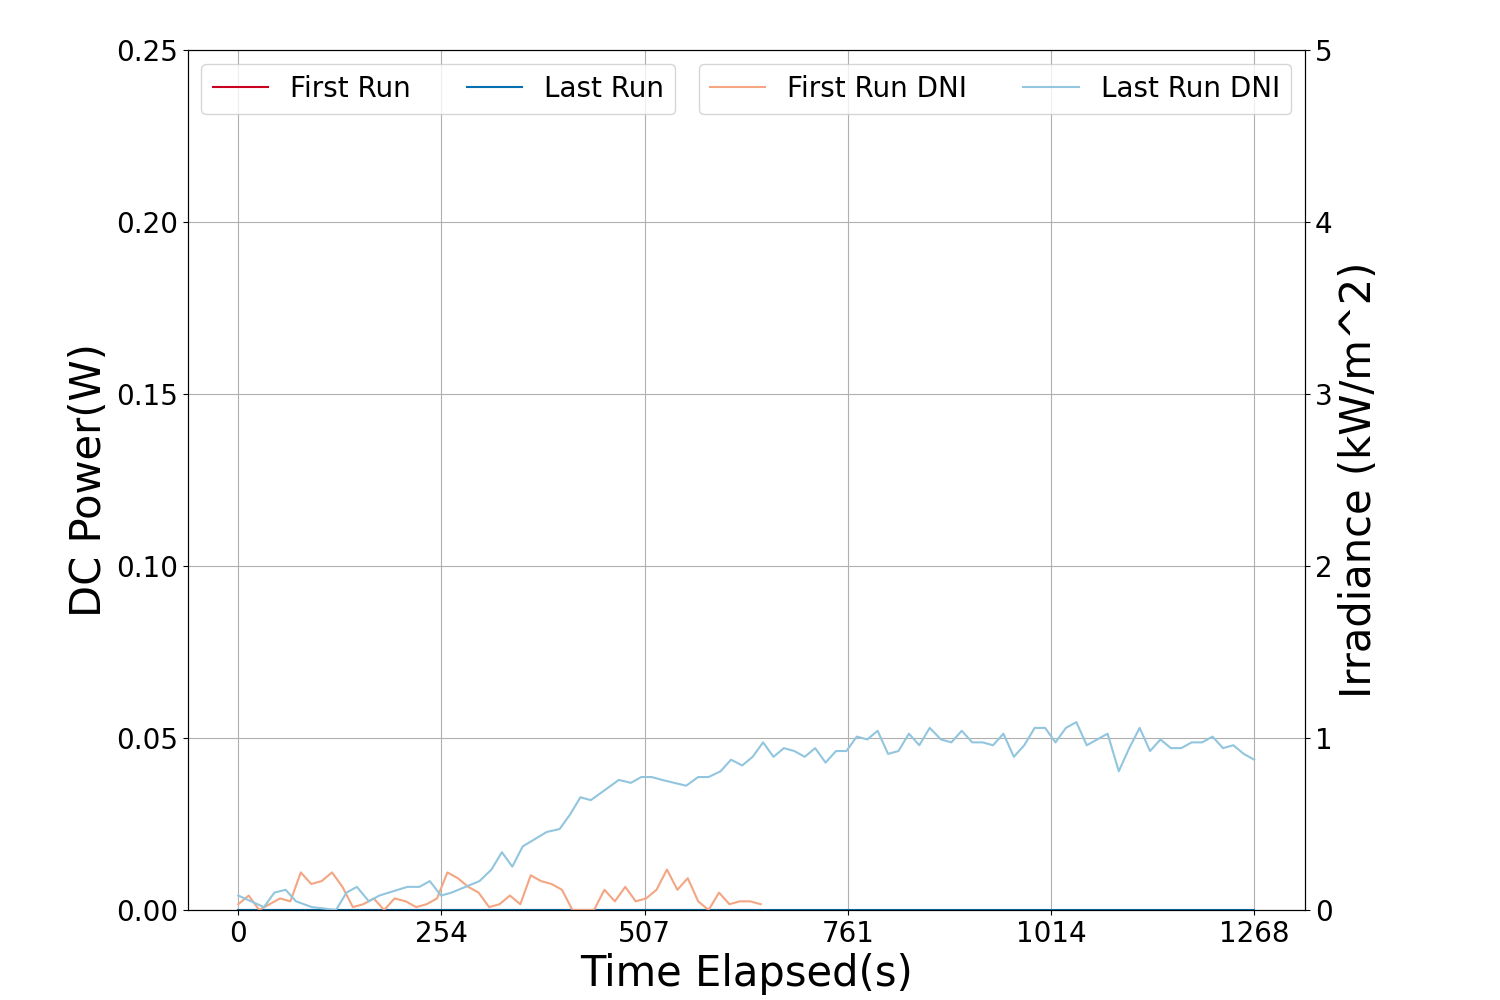 First Run
Last Run
First Run DNI
Last Run DNI
DC Power(W)
0.25
0.20
0.15
0.10
0.05
0.00
5
4
3
2
1
0
Irradiance (kW/m^2)
0 254 507 761 1014 1268
Time Elapsed(s)